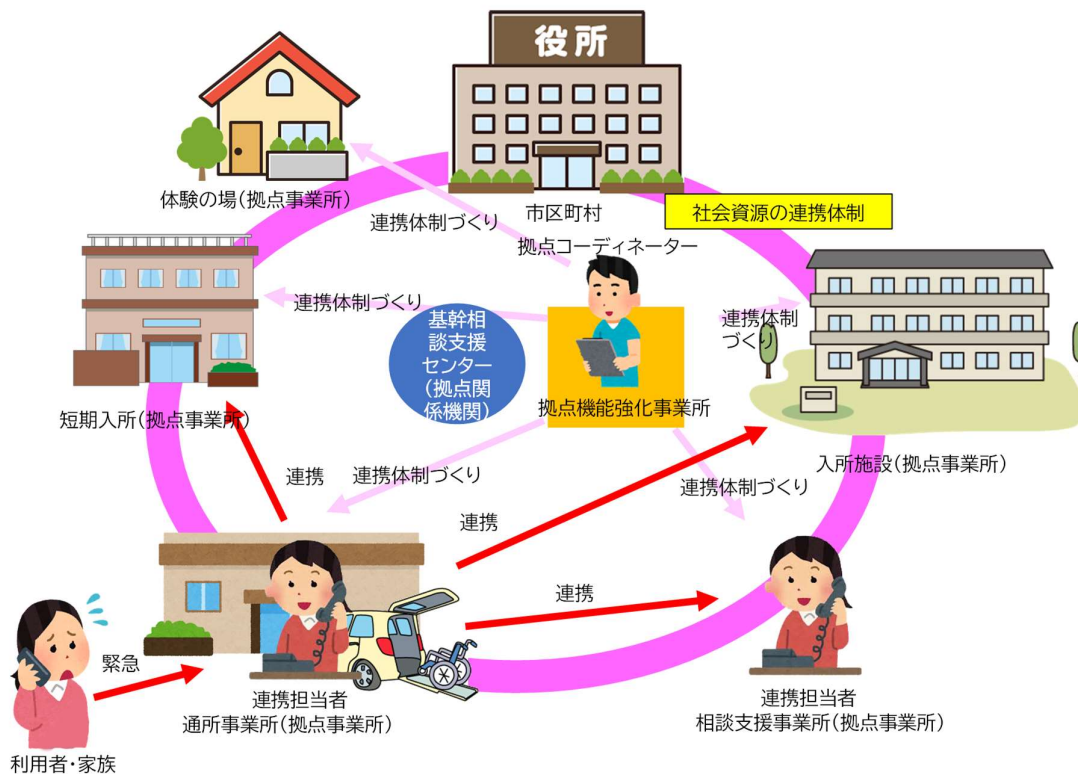 役所
体験の場(拠点事業所)
市区町村
社会資源の連携体制
連携体制づくり
拠点コーディネーター
連携体制づくり
連携体制
づくり
基幹相
談支援
センター
(拠点関
係機関)
拠点機能強化事業所
短期入所(拠点事業所)
入所施設(拠点事業所)
連携
連携体制づくり
連携体制づくり
連携
連携
緊急
連携担当者
通所事業所(拠点事業所)
連携担当者
相談支援事業所(拠点事業所)
利用者・家族